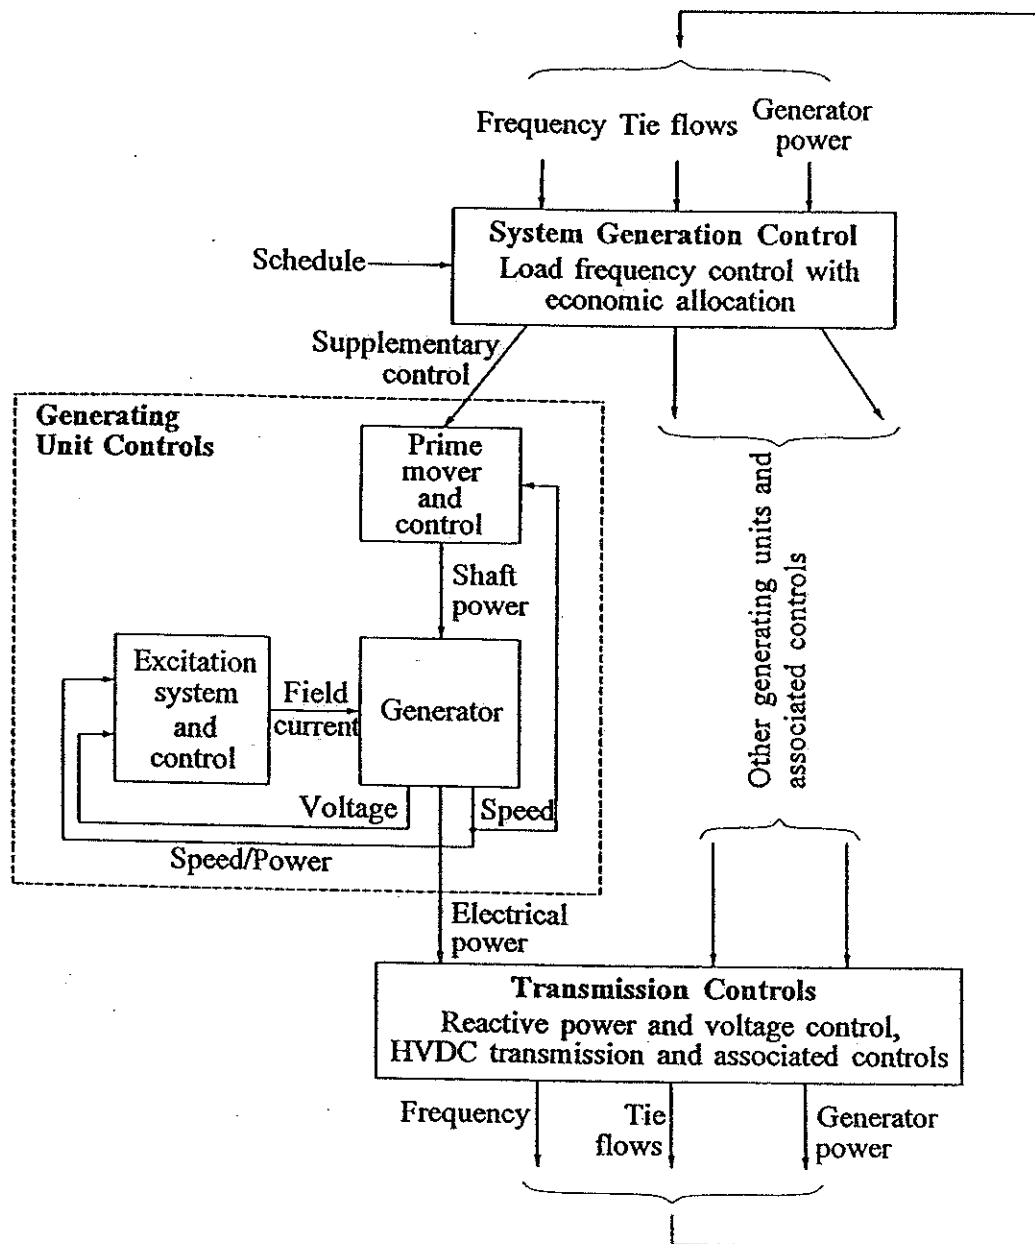 Frequency Tie flows Generator
power
System Generation Control
Schedule
Load frequency control with
economic allocation
Supplementary
control
Generating
Unit Controls
Prime
mover
and
control
Shaft
power
Excitation
system
and
control
Field
current
Generator
Voltage
Speed
Speed/Power
Other generating units and
associated controls
Electrical
power
Transmission Controls
Reactive power and voltage control,
HVDC transmission and associated controls
Frequency
Tie
flows
Generator
power